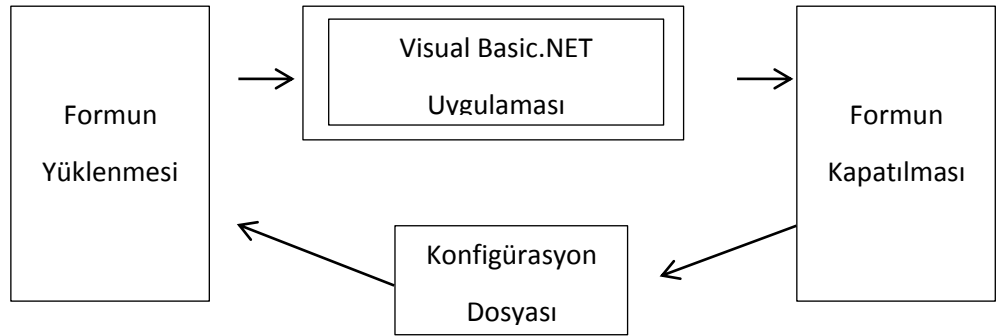 Formun
Yüklenmesi
Visual Basic.NET
Uygulaması
Formun
Kapatılması
Konfigürasyon
Dosyası